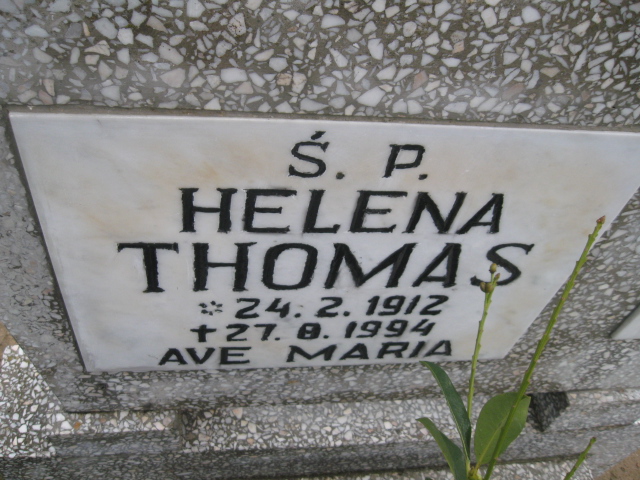 Ś. P.
HELENA
THOMAS
* 24. 2. 1912
✝ 27. 8. 1994
AVE MARIA